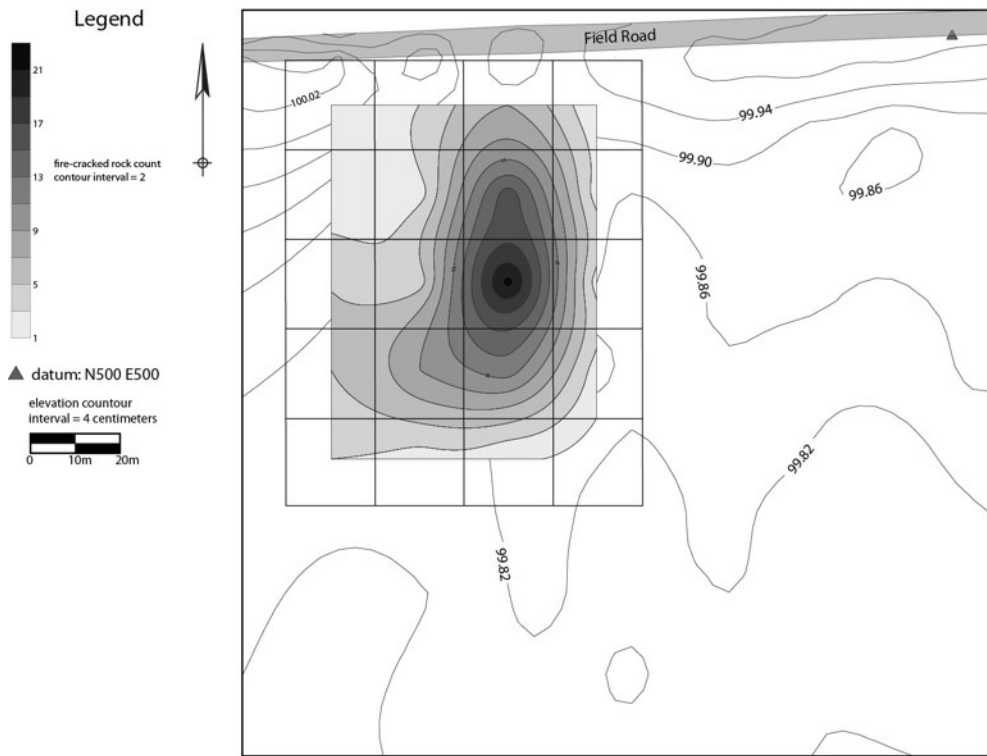 Legend
21
17
fire-cracked rock count
contour interval = 2
13
9
5
1
datum: N500 E500
elevation countour
interval = 4 centimeters
0 10m 20m
Field Road
100.02
99.94
99.90
99.86
99.86
99.82
99.82